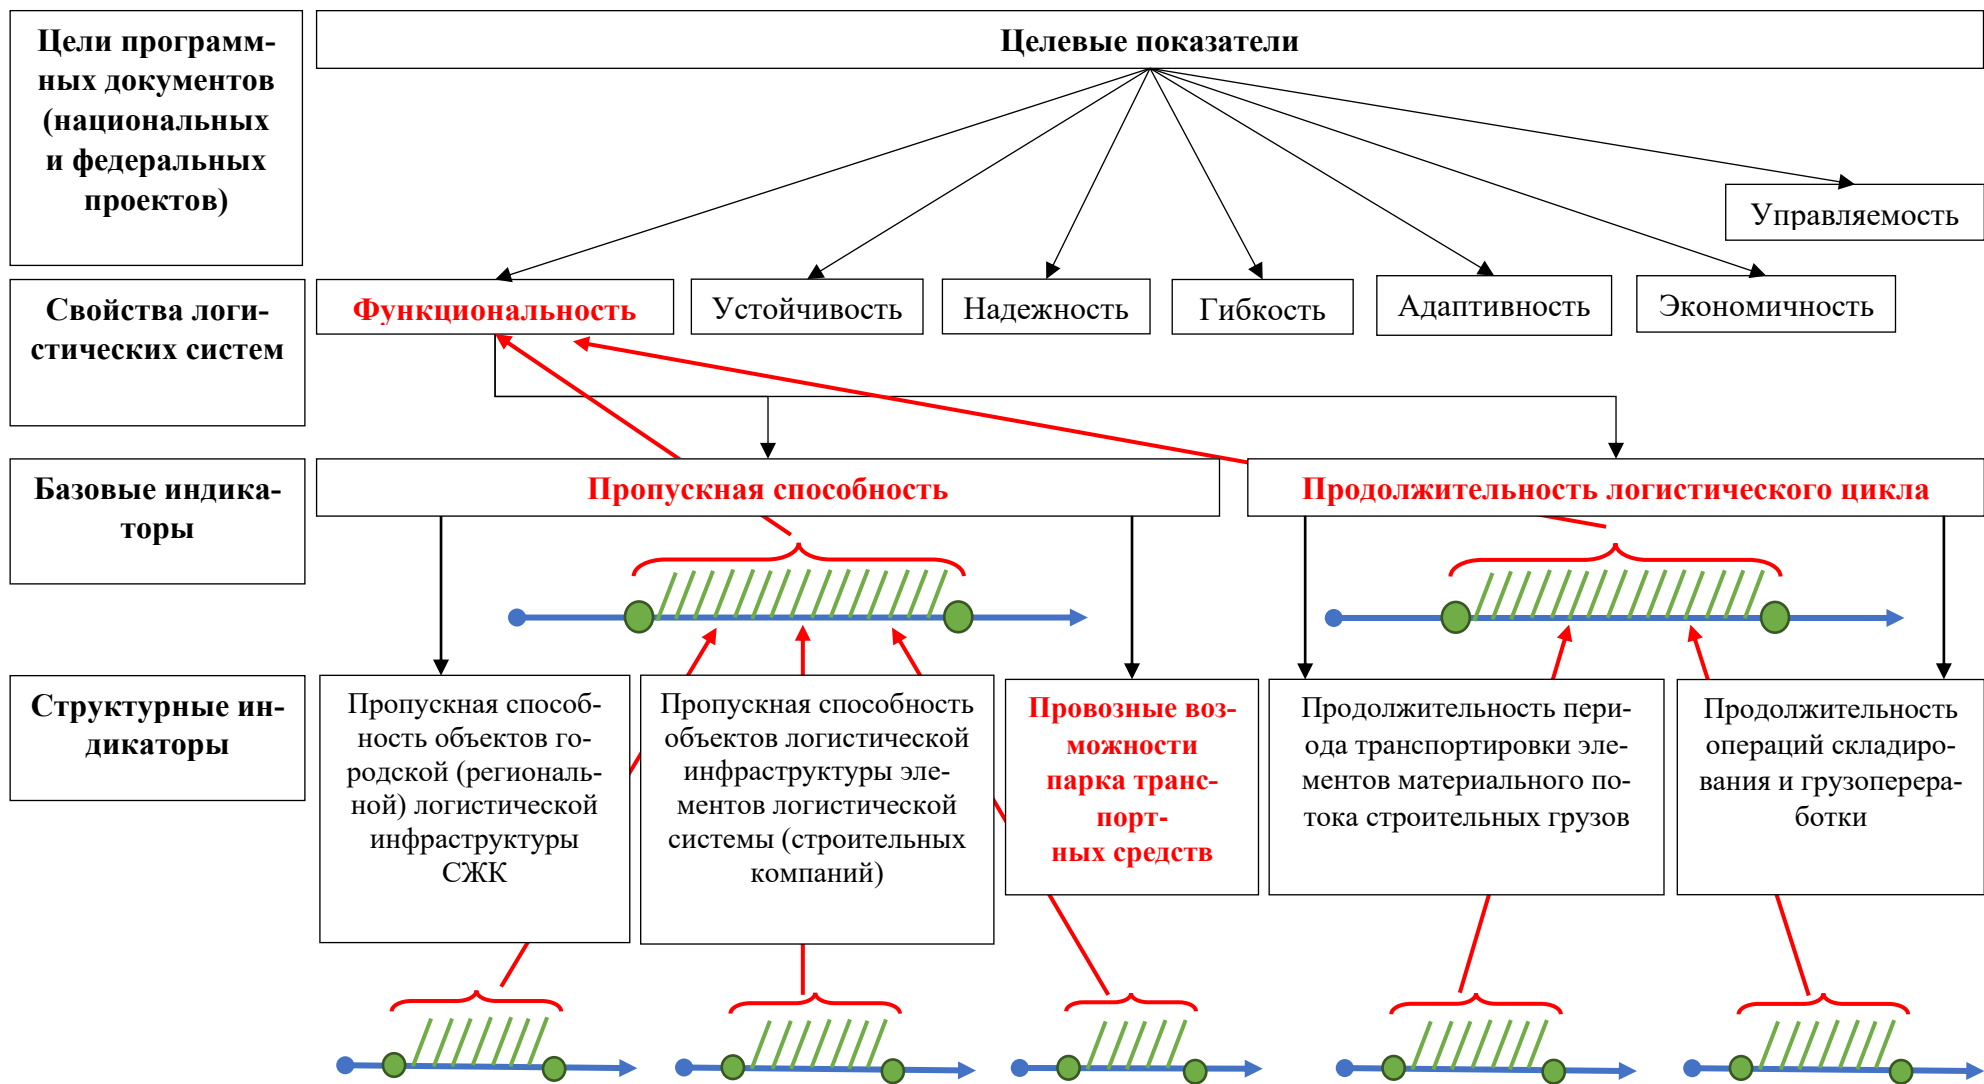 Цели программ-
ных документов
(национальных
и федеральных
проектов)
Целевые показатели
Управляемость
Свойства логи-
стических систем
Функциональность
Устойчивость
Надежность
Гибкость
Адаптивность
Экономичность
Базовые индика-
торы
Пропускная способность
Продолжительность логистического цикла
Структурные ин-
дикаторы
Пропускная способ-
ность объектов го-
родской (региональ-
ной) логистической
инфраструктуры
СЖК
Пропускная способность
объектов логистической
инфраструктуры эле-
ментов логистической
системы (строительных
компаний)
Провозные воз-
можности
парка транс-
порт-
ных средств
Продолжительность пери-
ода транспортировки эле-
ментов материального по-
тока строительных грузов
Продолжительность
операций складиро-
вания и грузоперера-
ботки